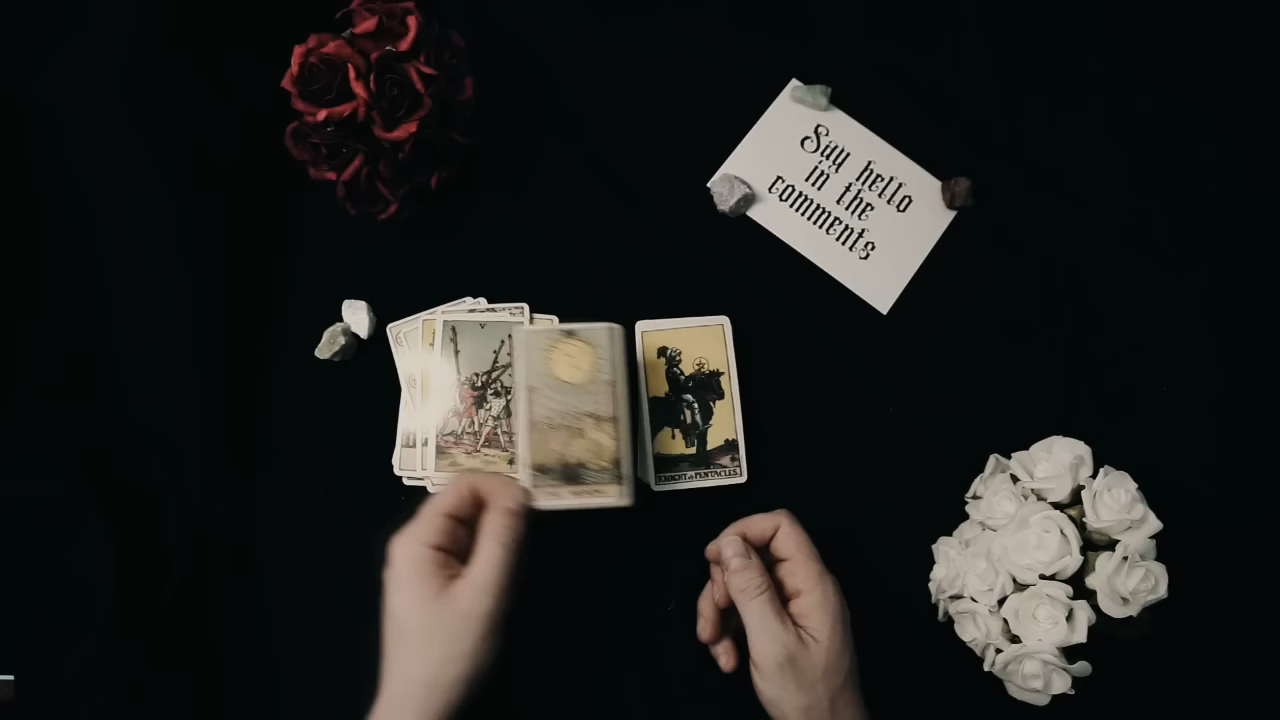 Say hello
in the
comments
V
KNIGHT of PENTACLES.